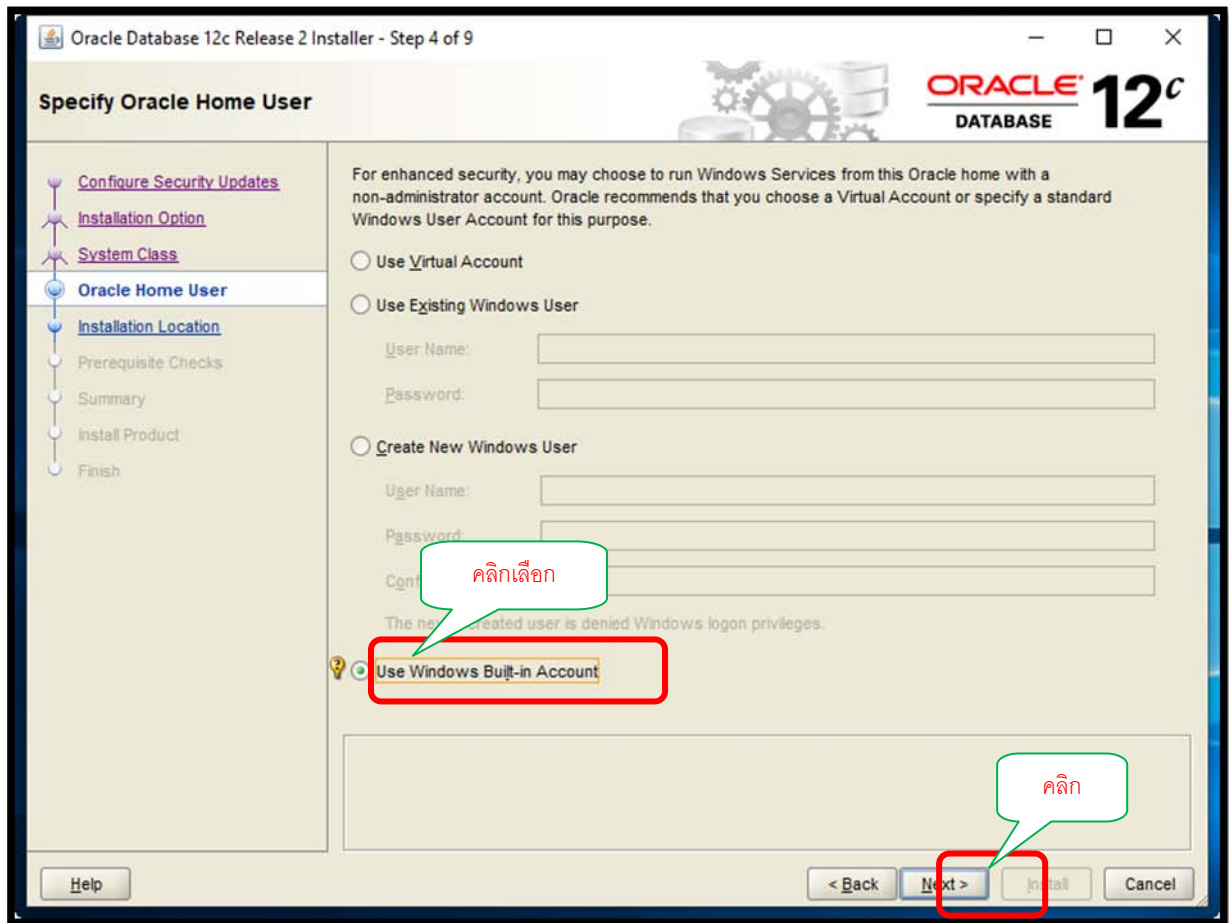 Oracle Database 12c Release 2 Installer - Step 4 of 9
Specify Oracle Home User
ORACLE
DATABASE
12c
Configure Security Updates
Installation Option
System Class
Oracle Home User
Installation Location
Prerequisite Checks
Summary
Install Product
Finish
For enhanced security, you may choose to run Windows Services from this Oracle home with a
non-administrator account. Oracle recommends that you choose a Virtual Account or specify a standard
Windows User Account for this purpose.
Use Virtual Account
Use Existing Windows User
User Name:
Password:
Create New Windows User
User Name:
Password:
คลิกเลือก
The created user is denied Windows logon privileges.
Use Windows Built-in Account
คลิก
Help
< Back
Next >
Install
Cancel